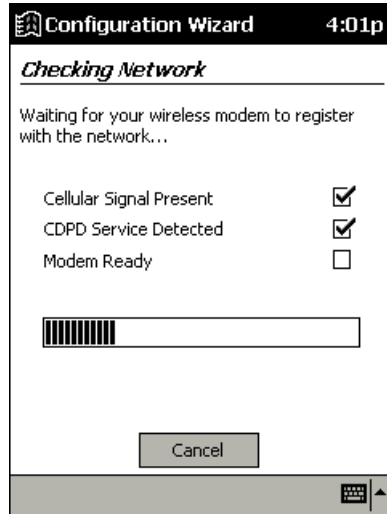 Configuration Wizard 4:01p
Checking Network
Waiting for your wireless modem to register
with the network...
Cellular Signal Present
CDPD Service Detected
Modem Ready
Cancel